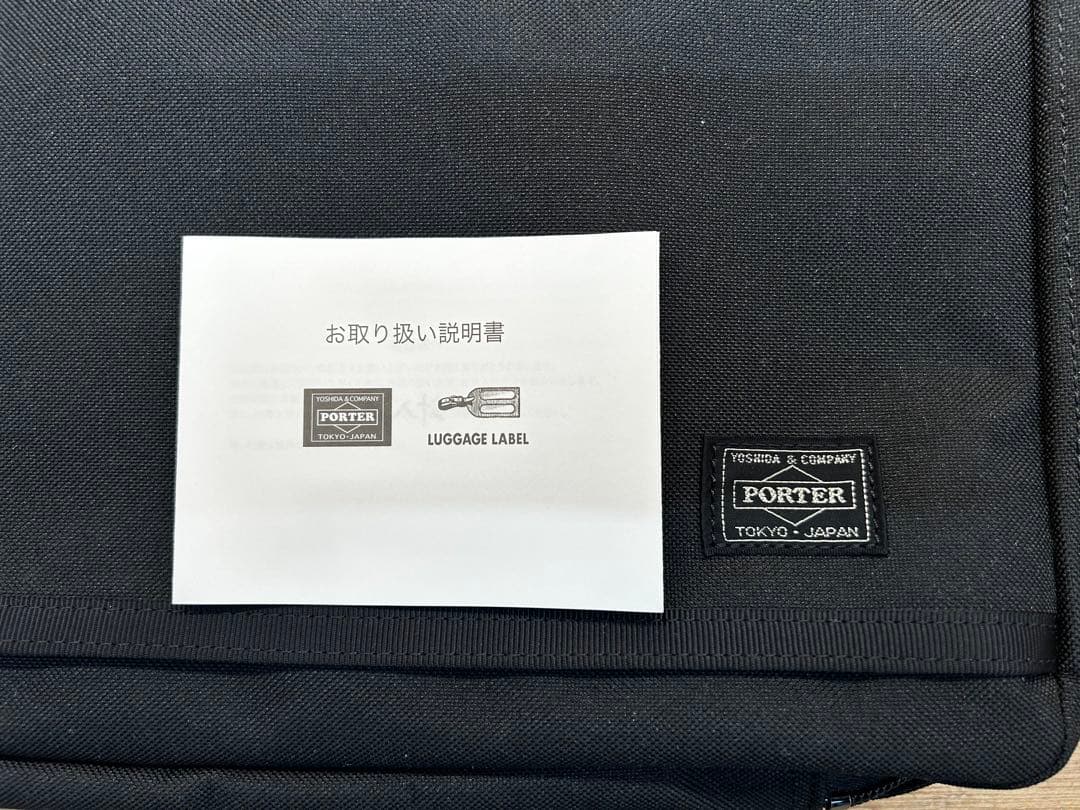 お取り扱い説明書
YOSHIDA & COMPANY
PORTER
TOKYO・JAPAN
LUGGAGE LABEL
YOSHIDA & COMPANY
PORTER
TOKYO・JAPAN